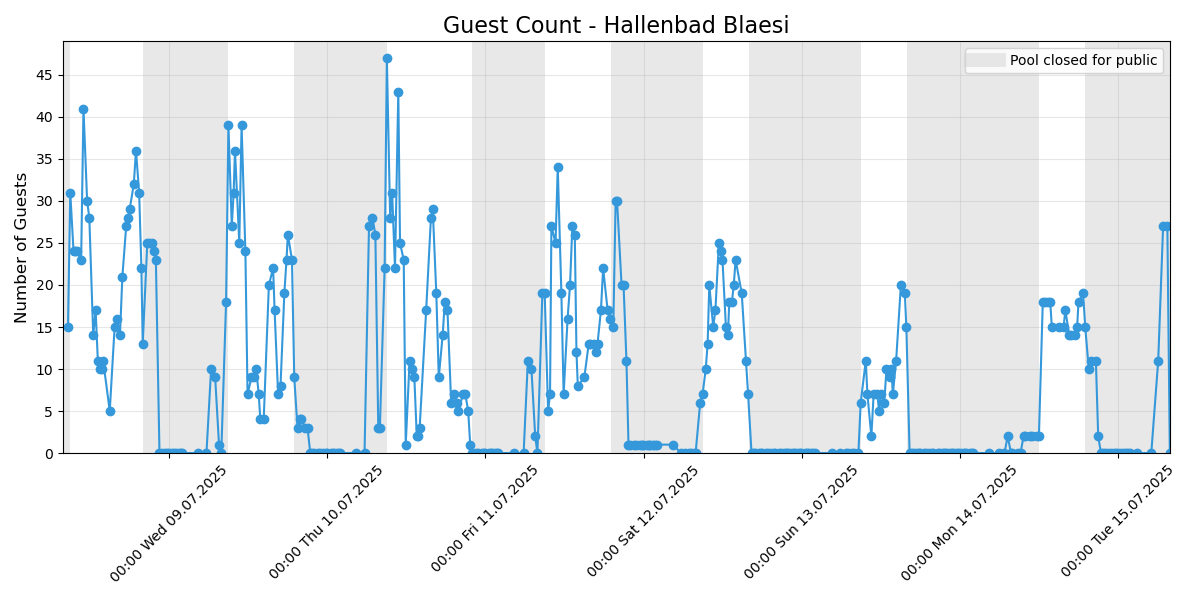 Guest Count - Hallenbad Blaesi
Pool closed for public
Number of Guests
45
40
35
30
25
20
15
10
5
0
00:00 Wed 09.07.2025
00:00 Thu 10.07.2025
00:00 Fri 11.07.2025
00:00 Sat 12.07.2025
00:00 Sun 13.07.2025
00:00 Mon 14.07.2025
00:00 Tue 15.07.2025